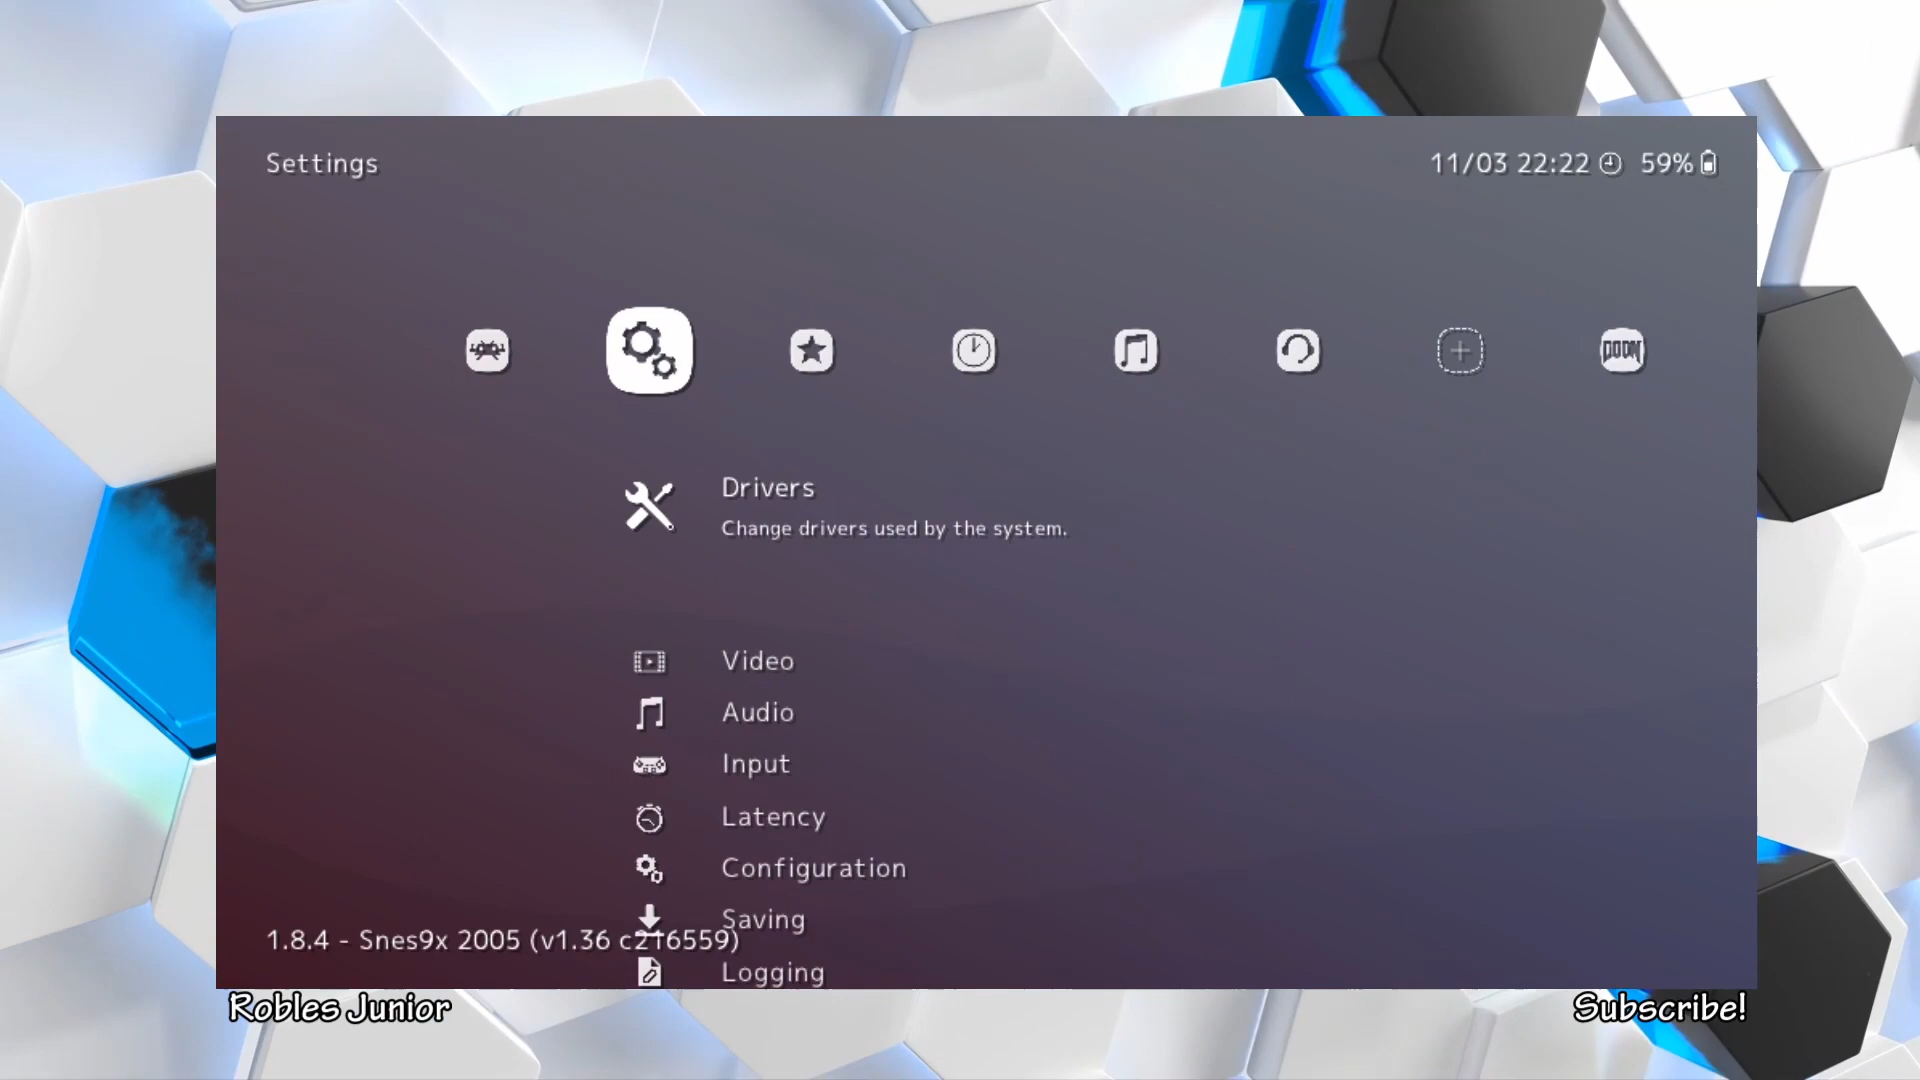 Settings
11/03 22:22 59%
DOOM
Drivers
Change drivers used by the system.
Video
Audio
Input
Latency
Configuration
Saving
1.8.4 - Snes9x 2005 (v1.36 c216559)
Logging
Robles Junior
Subscribe!